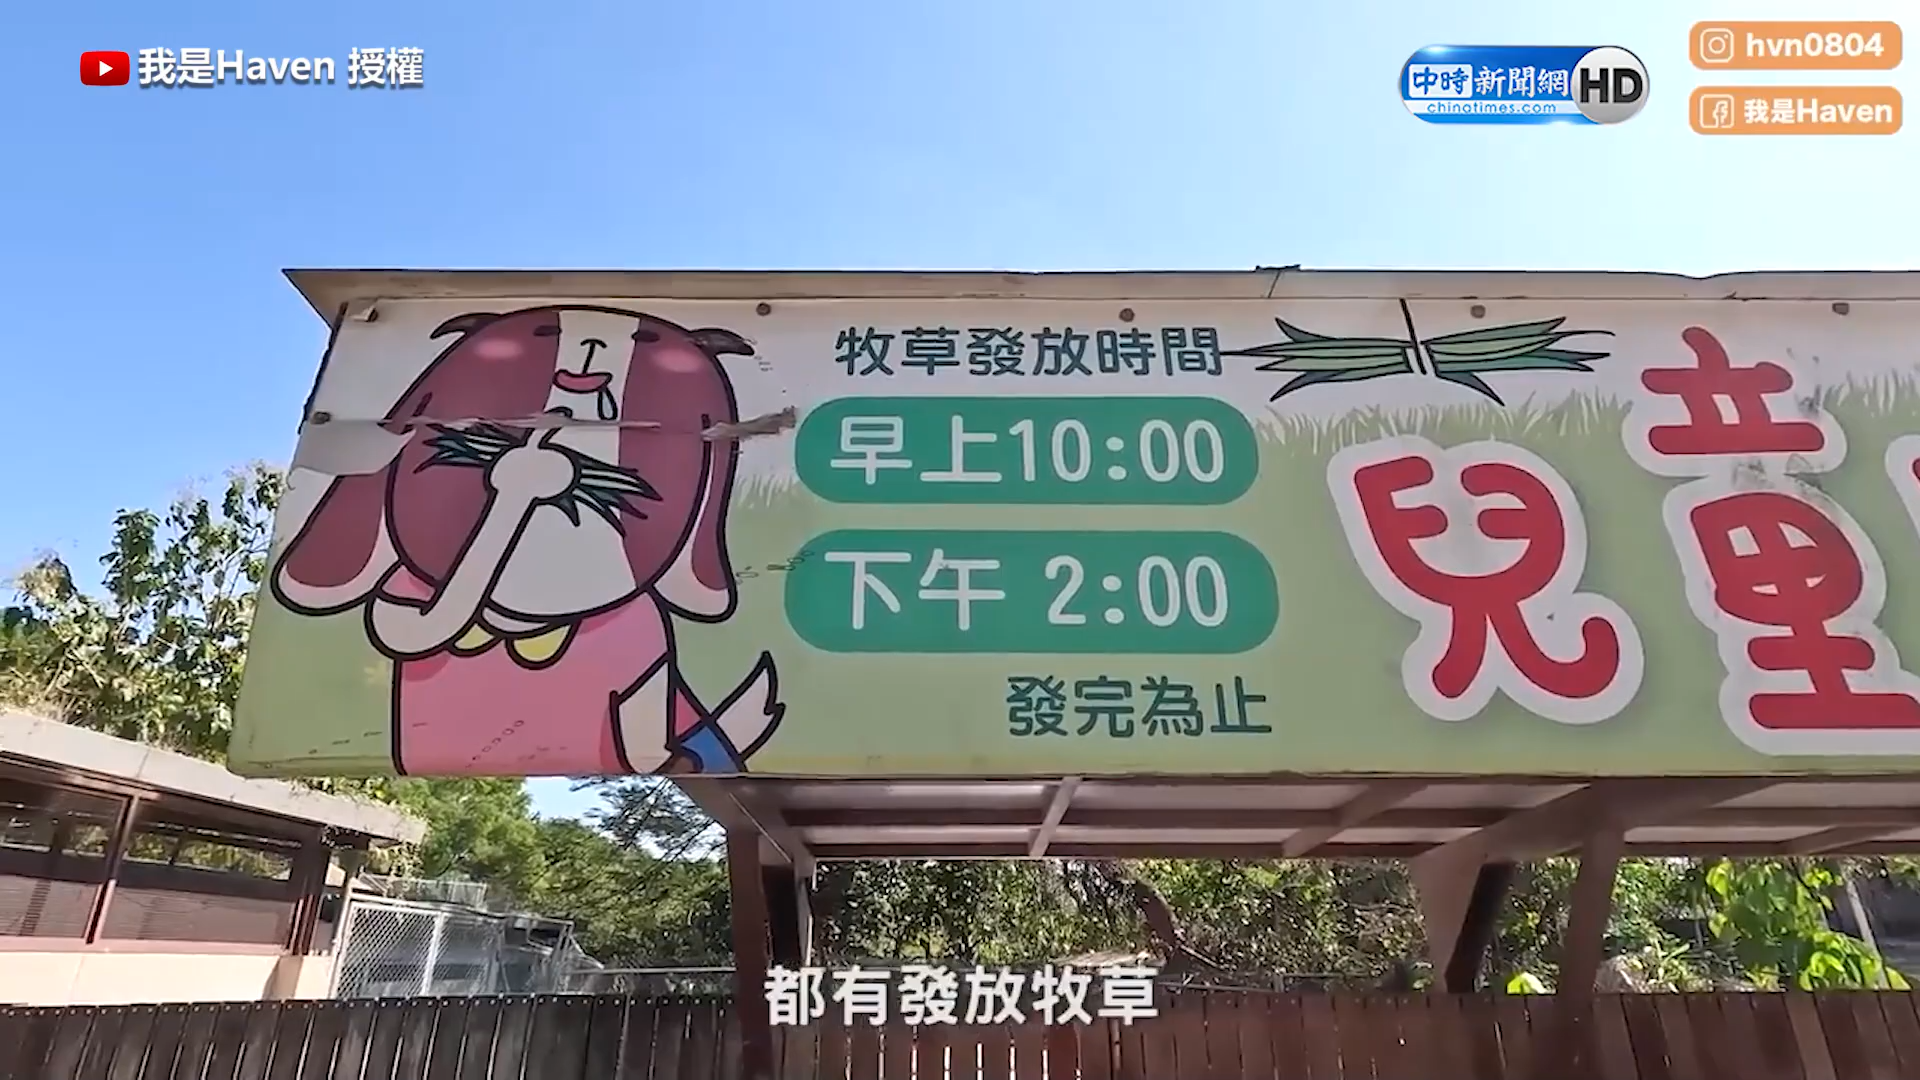 我是Haven 授權
中時新聞網 HD
chinatimes.com
hvn0804
我是Haven
牧草發放時間
早上10:00
下午 2:00
發完為止
兒童
都有發放牧草